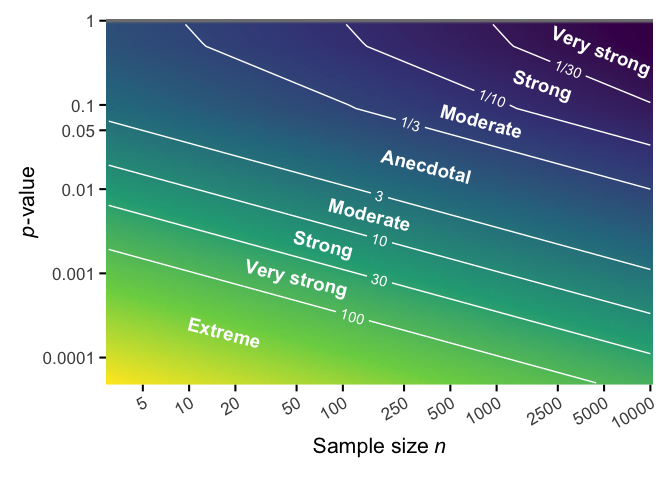 1
0.1
0.05
0.01
0.001
0.0001
p-value
Very strong
1/30
Strong
1/10
Moderate
1/3
Anecdotal
3
Moderate
10
Strong
30
Very strong
100
Extreme
5
10
20
50
100
250
500
1000
2500
5000
10000
Sample size n